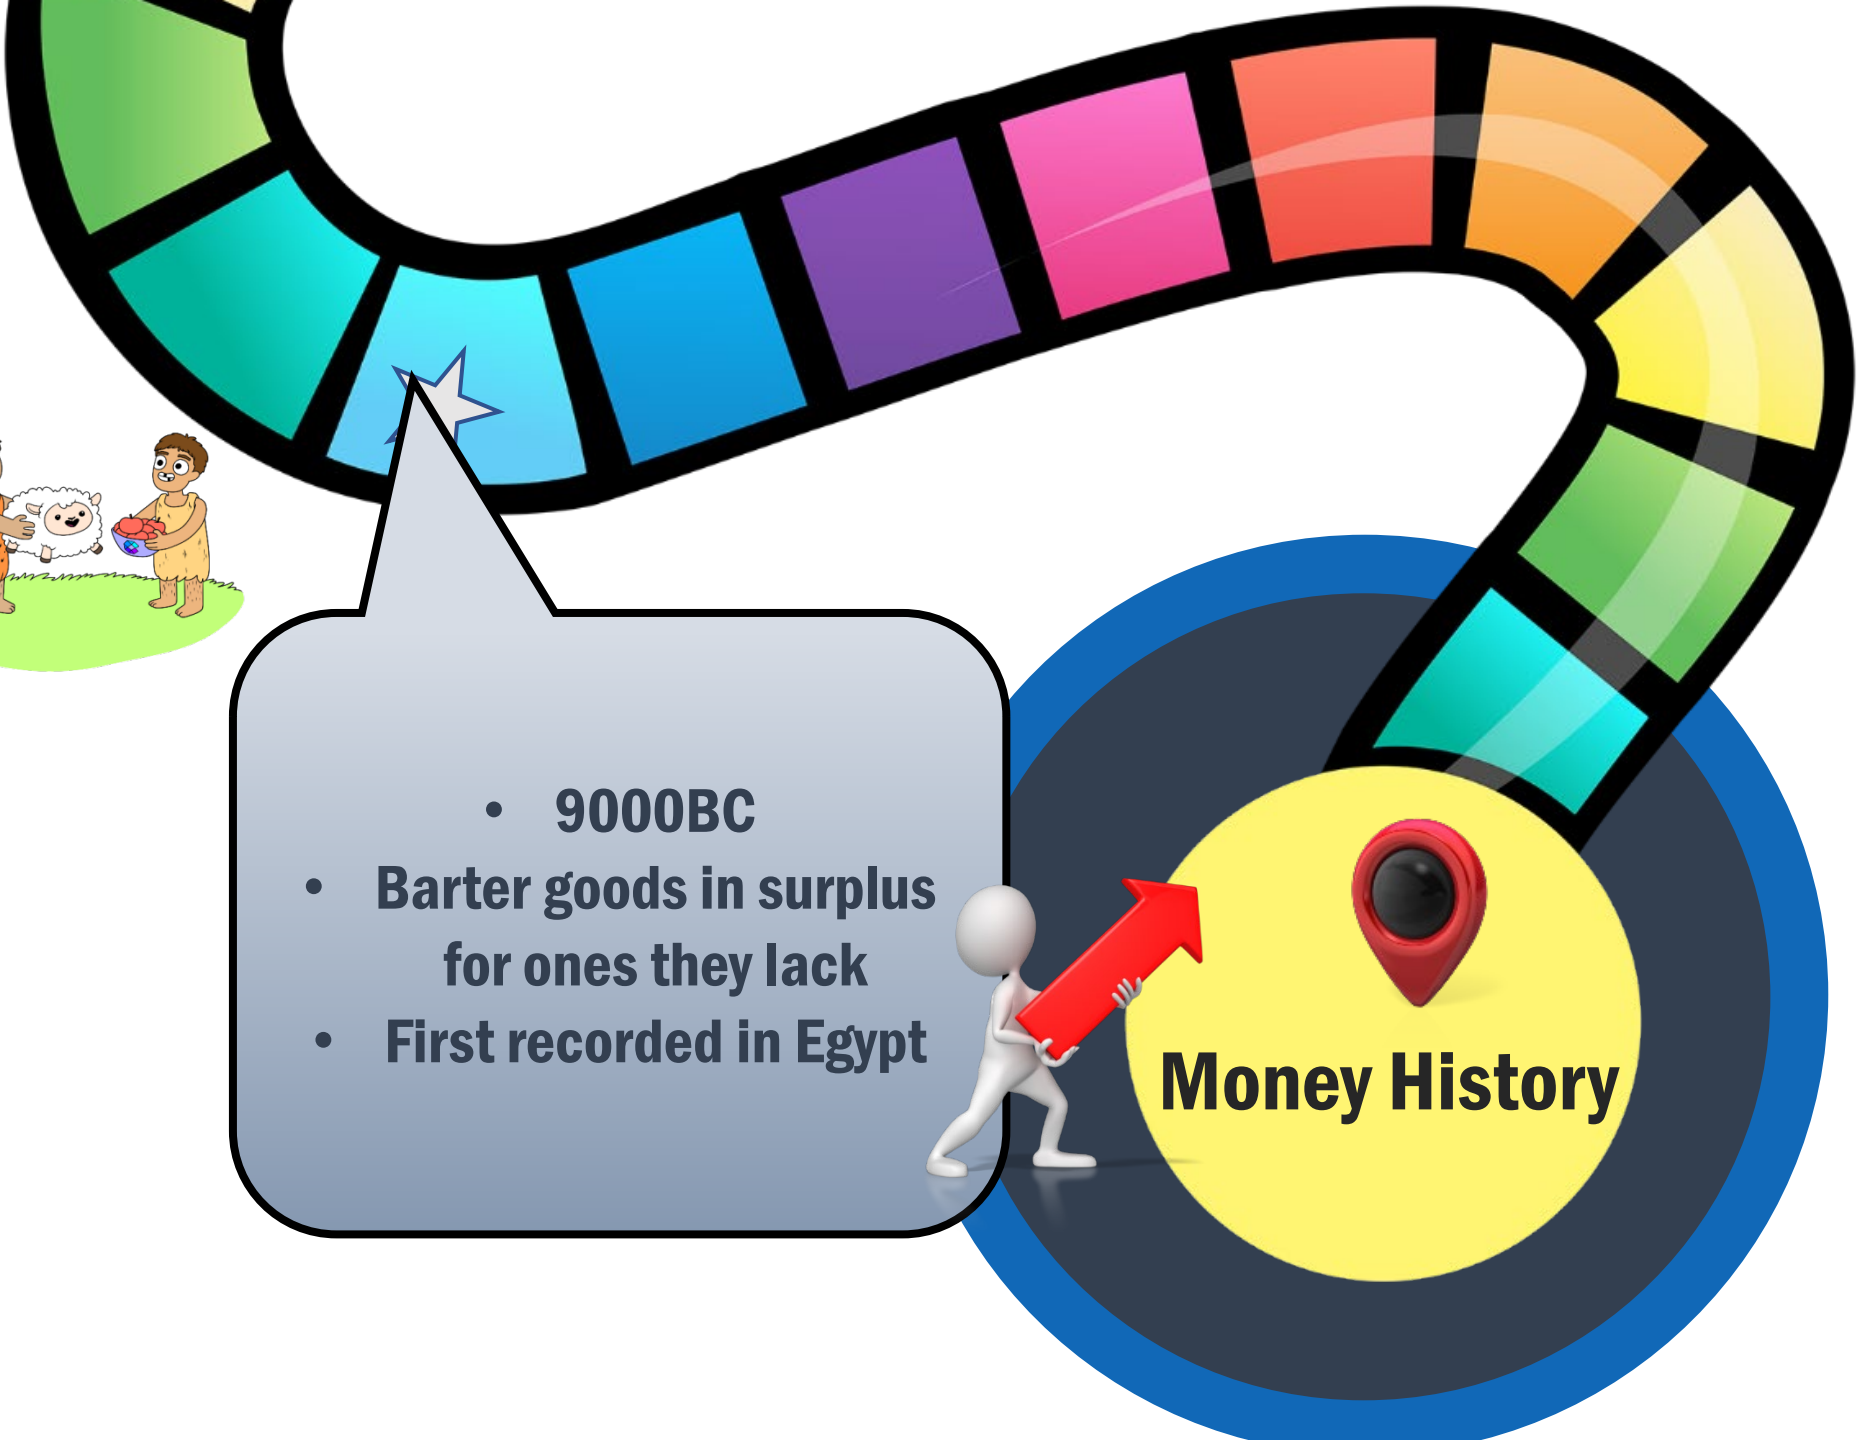 • 9000BC
• Barter goods in surplus
for ones they lack
• First recorded in Egypt
Money History